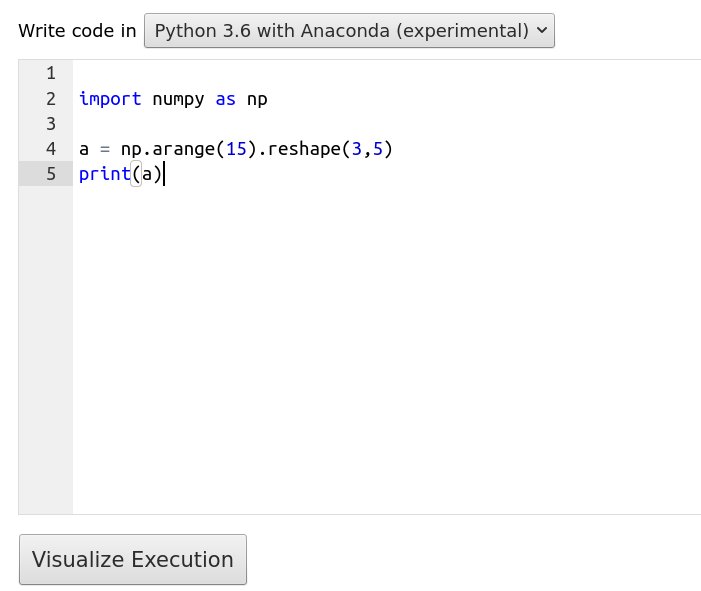 Write code in Python 3.6 with Anaconda (experimental)
1
2 import numpy as np
3
4 a = np.arange(15).reshape(3,5)
5 print(a)
Visualize Execution